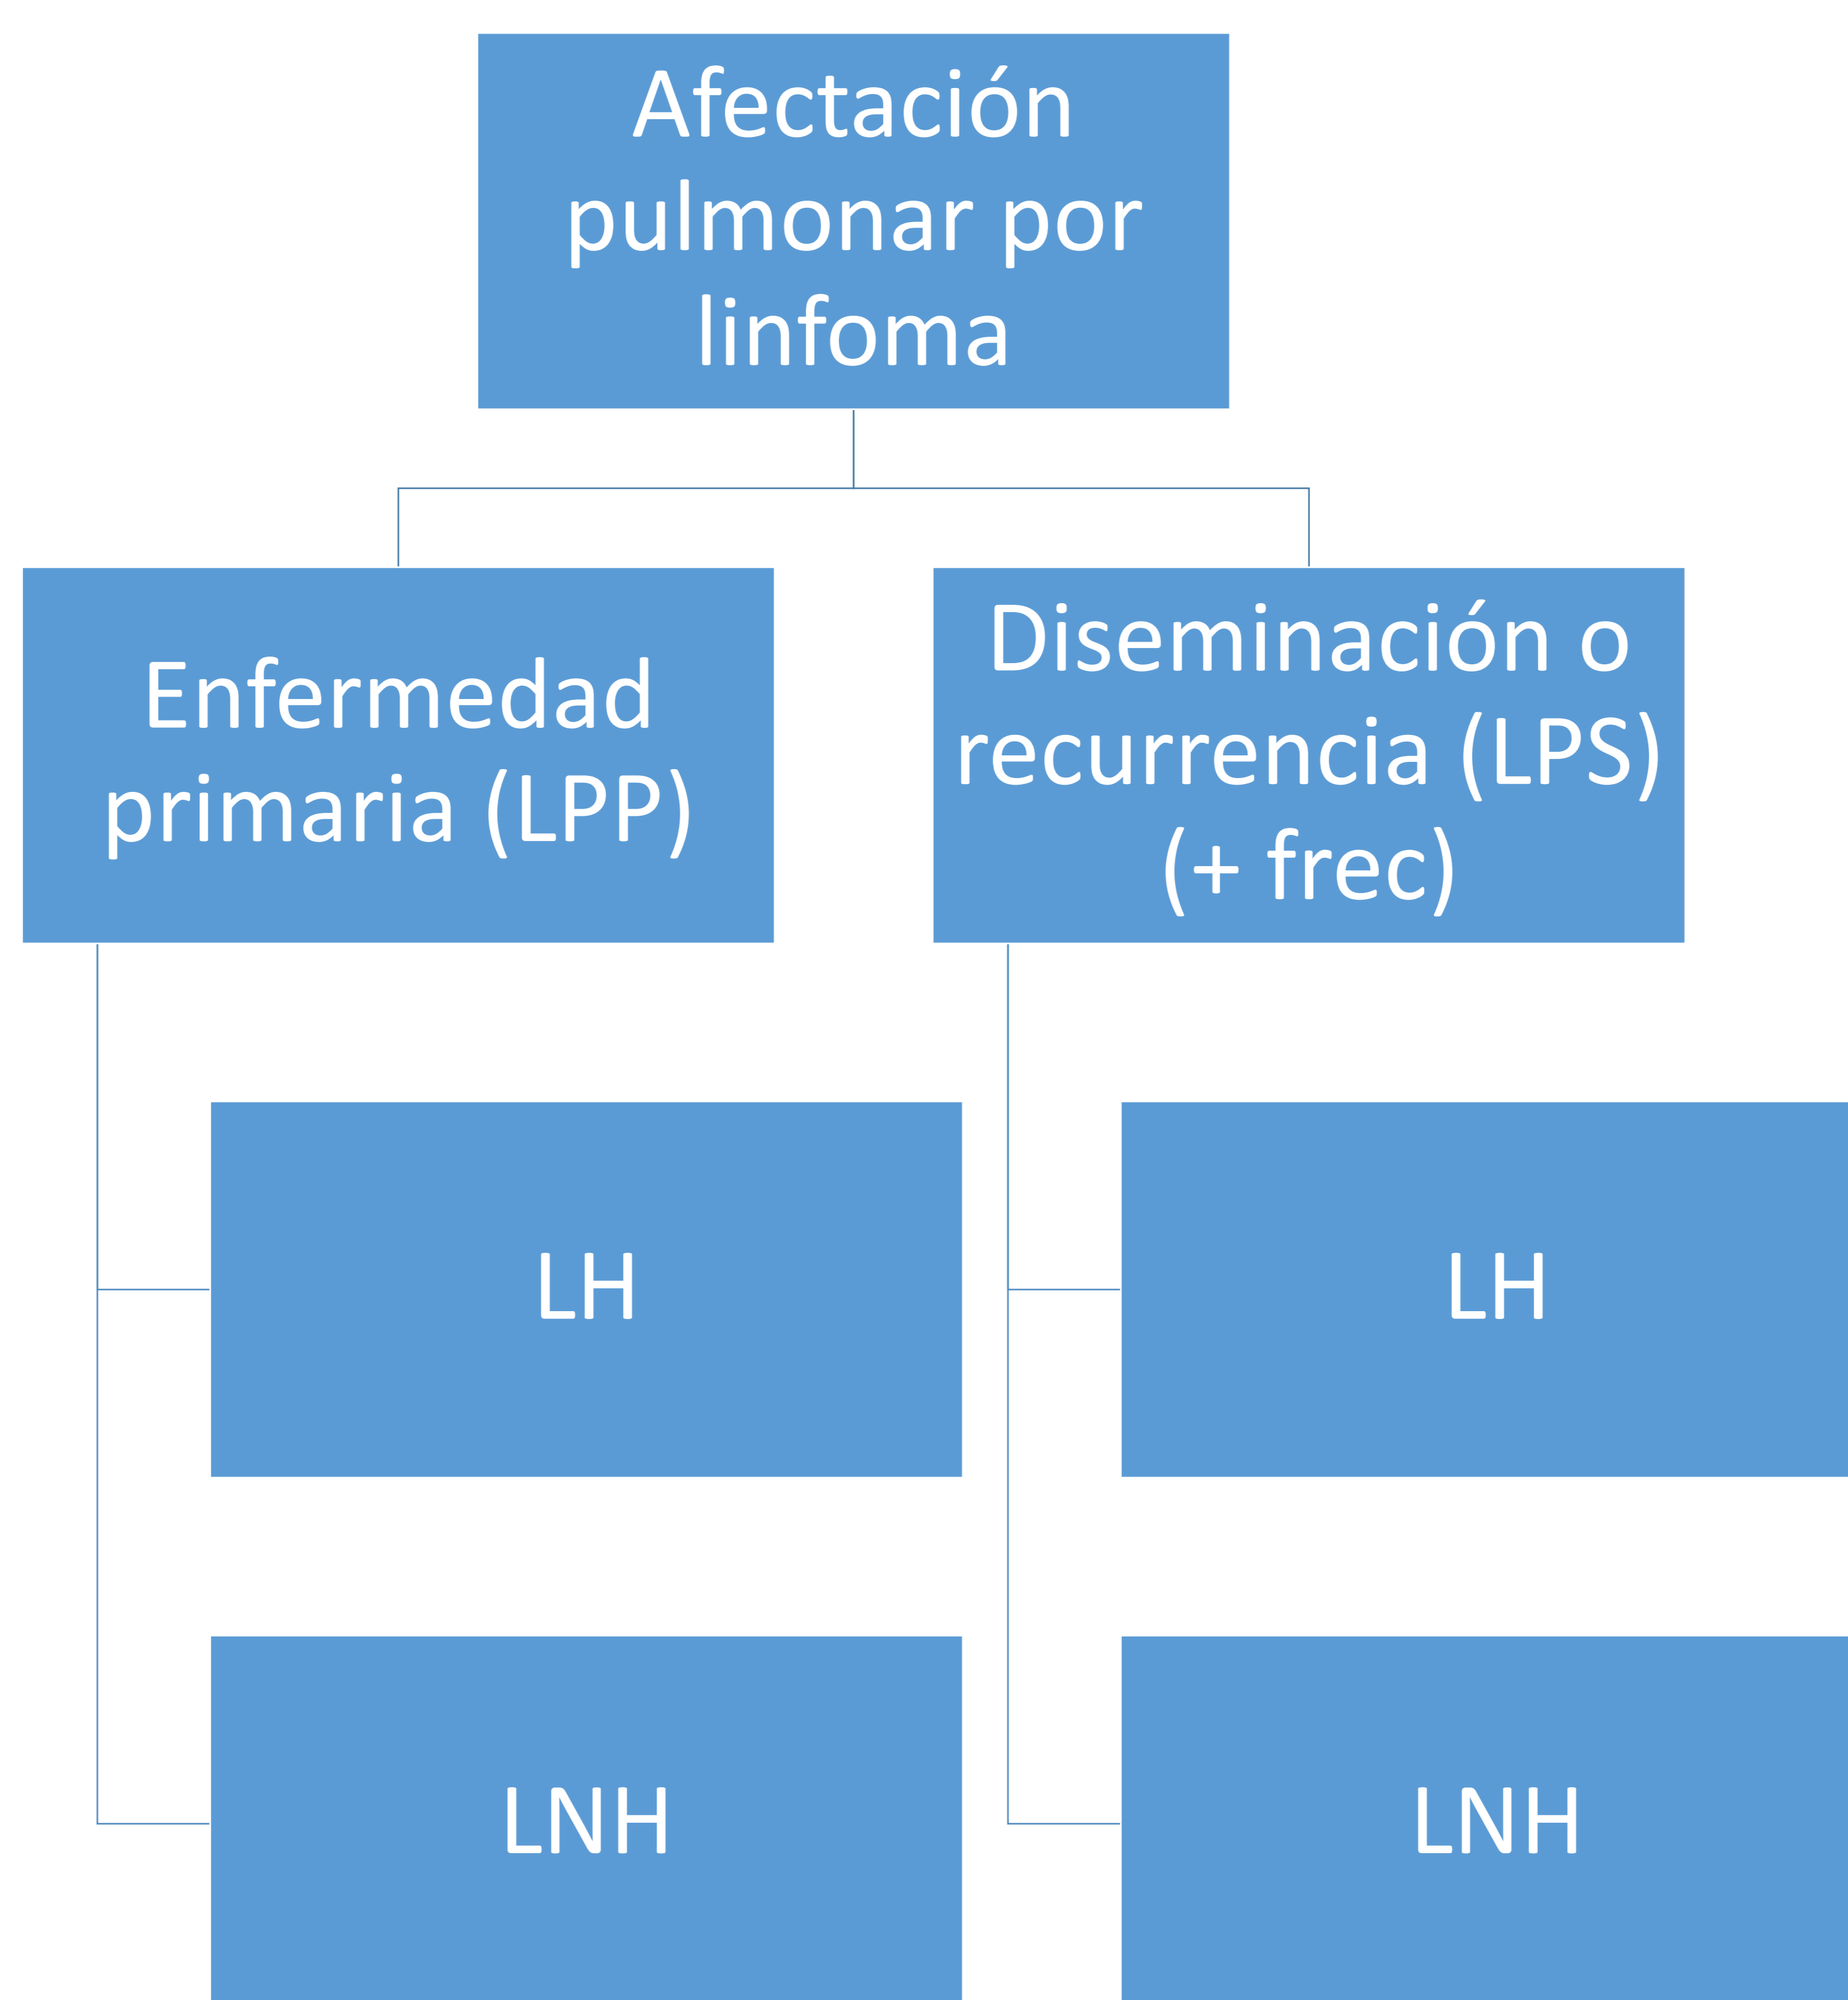 Afectación
pulmonar por
linfoma
Enfermedad
primaria (LPP)
Diseminación o
recurrencia (LPS)
(+ frec)
LH
LH
LNH
LNH